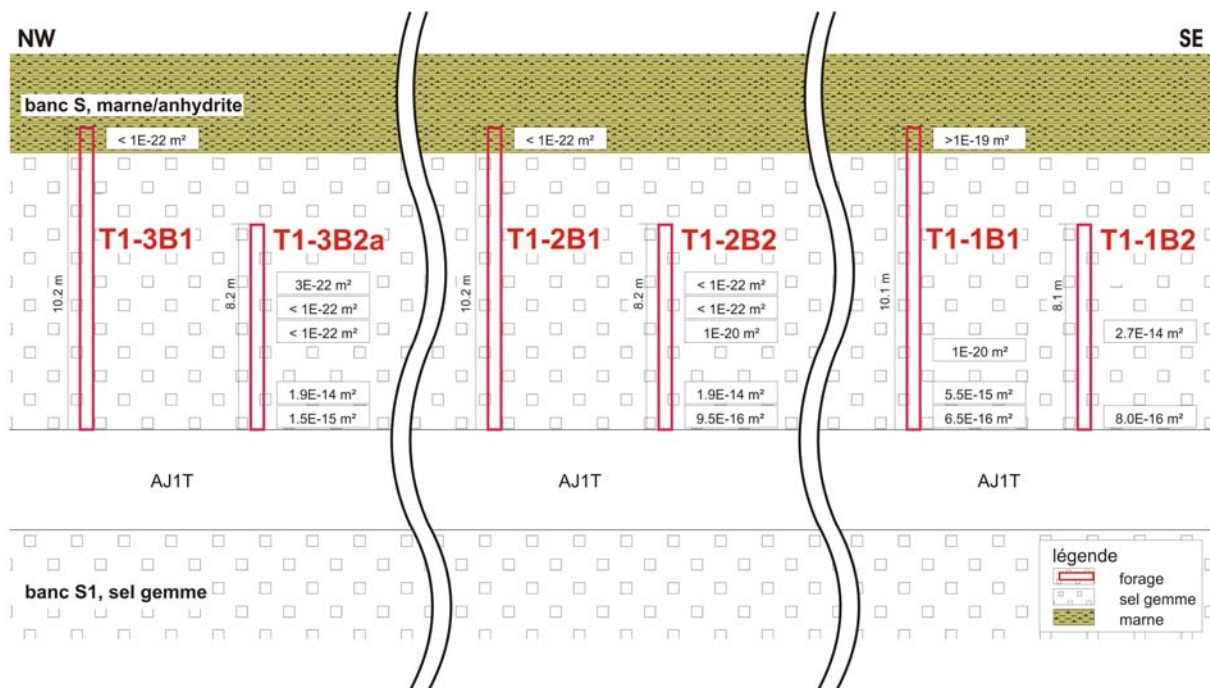 NW
SE
banc S, marne/anhydrite
< 1E-22 m²
< 1E-22 m²
>1E-19 m²
T1-3B1
T1-3B2a
T1-2B1
T1-2B2
T1-1B1
T1-1B2
10.2 m
8.2 m
10.2 m
8.2 m
10.1 m
8.1 m
3E-22 m²
< 1E-22 m²
< 1E-22 m²
1.9E-14 m²
1.5E-15 m²
< 1E-22 m²
< 1E-22 m²
1E-20 m²
1.9E-14 m²
9.5E-16 m²
1E-20 m²
5.5E-15 m²
6.5E-16 m²
2.7E-14 m²
8.0E-16 m²
AJ1T
AJ1T
AJ1T
banc S1, sel gemme
légende
forage
sel gemme
marne